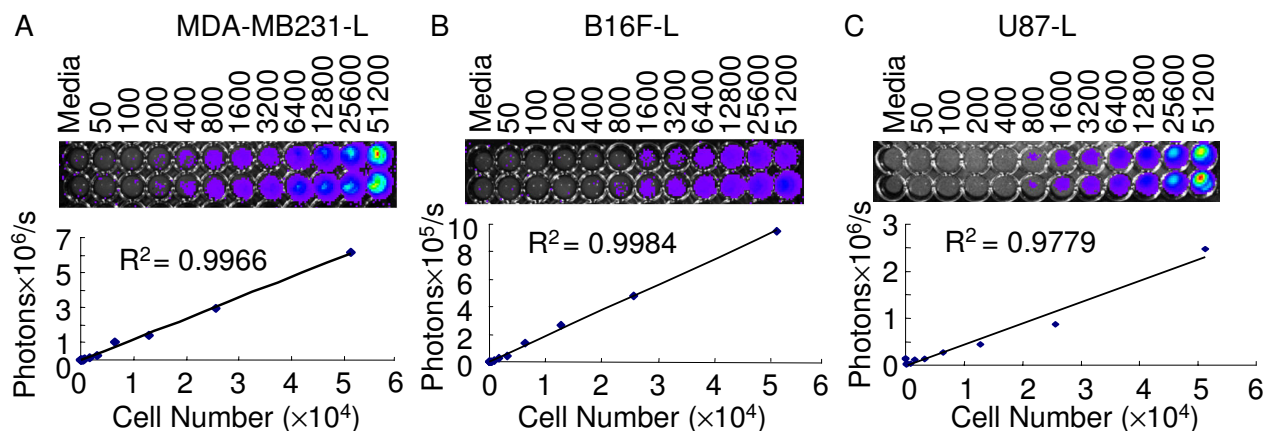 A MDA-MB231-L
Media 50 100 200 400 800 1600 3200 6400 12800 25600 51200
Photons×10⁶/s
7
5
3
1
0
R² = 0.9966
0 1 2 3 4 5 6
Cell Number (×10⁴)
B B16F-L
Media 50 100 200 400 800 1600 3200 6400 12800 25600 51200
Photons×10⁵/s
10
8
6
4
2
0
R² = 0.9984
0 1 2 3 4 5 6
Cell Number (×10⁴)
C U87-L
Media 50 100 200 400 800 1600 3200 6400 12800 25600 51200
Photons×10⁶/s
3
2
1
0
R² = 0.9779
0 1 2 3 4 5 6
Cell Number (×10⁴)